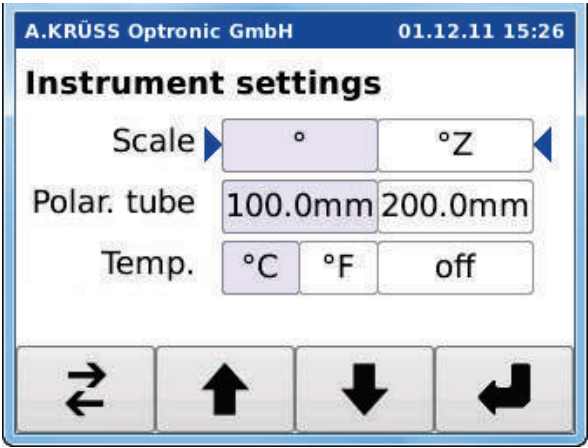 A.KRÜSS Optronic GmbH 01.12.11 15:26
Instrument settings
Scale ° °Z
Polar. tube 100.0mm 200.0mm
Temp. °C °F off